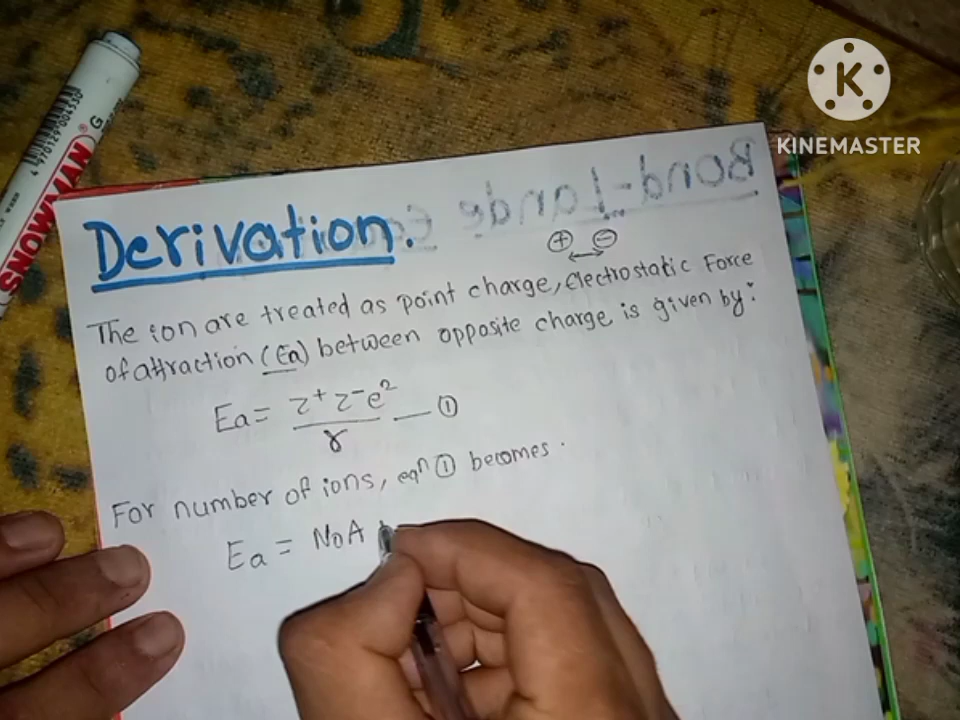 KINEMASTER
SNOWMAN® G
4970129004530
Derivation.
+ -
The ion are treated as point charge, Electrostatic Force
of attraction (Ea) between opposite charge is given by:
Ea = z+ z- e² / r — ①
For number of ions, eqn ① becomes.
Ea = N₀A